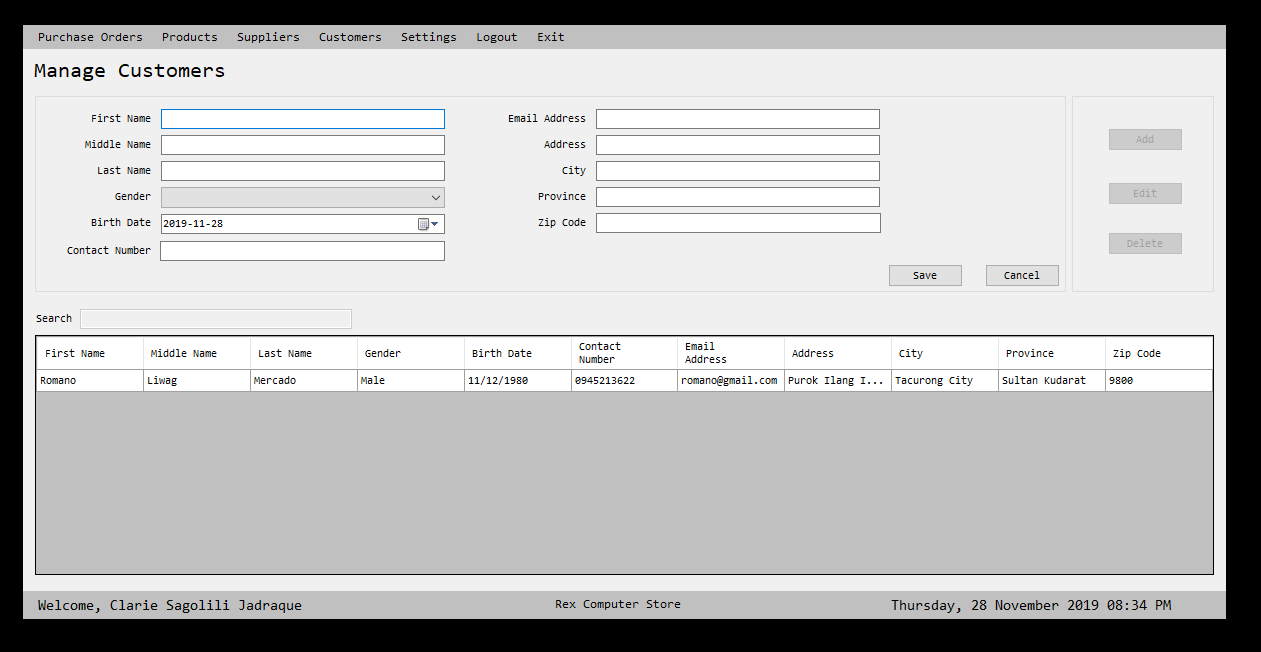 Purchase Orders Products Suppliers Customers Settings Logout Exit
Manage Customers
First Name
Middle Name
Last Name
Gender
Birth Date 2019-11-28
Contact Number
Email Address
Address
City
Province
Zip Code
Save Cancel
Add
Edit
Delete
Search
First Name Middle Name Last Name Gender Birth Date Contact Number Email Address Address City Province Zip Code
Romano Liwag Mercado Male 11/12/1980 0945213622 romano@gmail.com Purok Ilang I... Tacurong City Sultan Kudarat 9800
Welcome, Clarie Sagolili Jadraque Rex Computer Store Thursday, 28 November 2019 08:34 PM